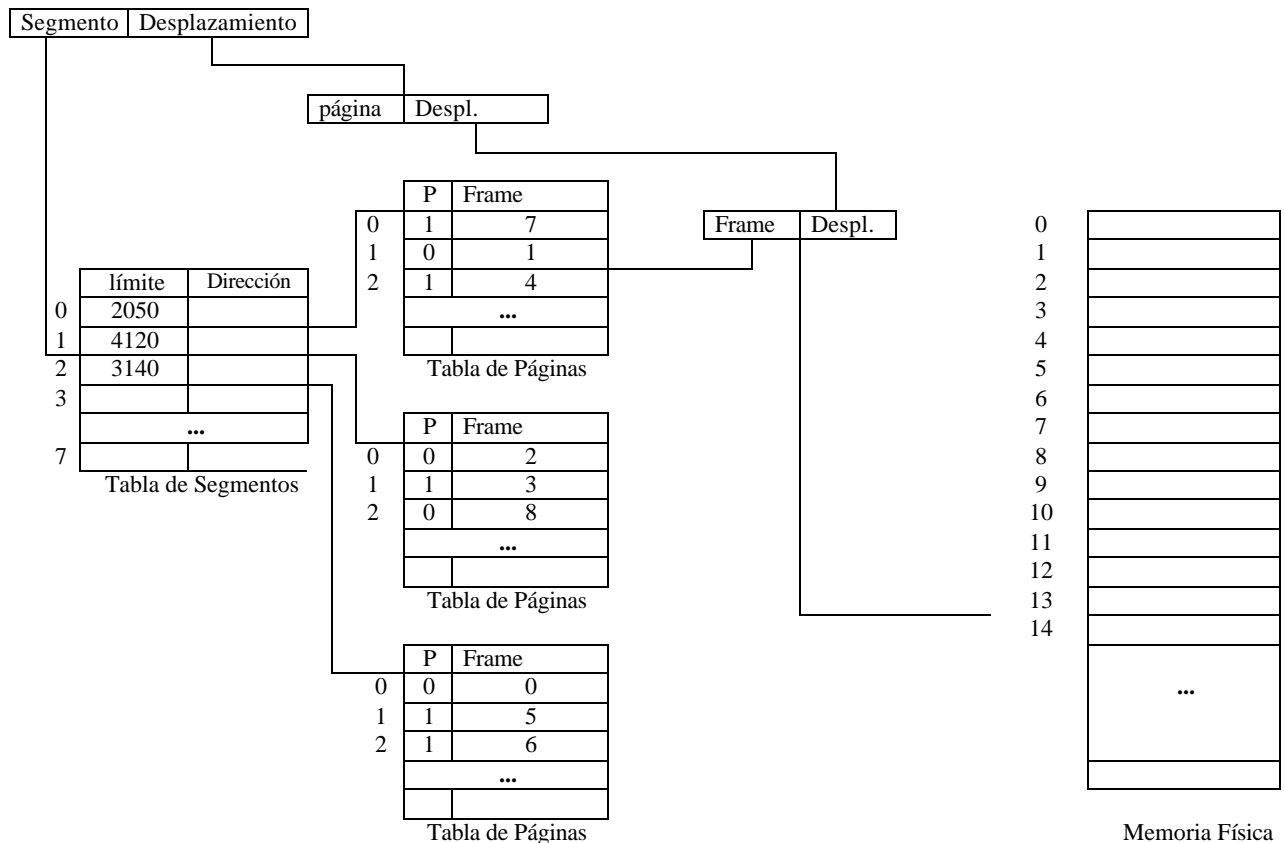 Segmento Desplazamiento
página Despl.
P Frame
0 1 7
1 0 1
2 1 4
...
Tabla de Páginas
Frame Despl.
límite Dirección
0 2050
1 4120
2 3140
3
...
7
Tabla de Segmentos
P Frame
0 0 2
1 1 3
2 0 8
...
Tabla de Páginas
P Frame
0 0 0
1 1 5
2 1 6
...
Tabla de Páginas
0
1
2
3
4
5
6
7
8
9
10
11
12
13
14
...
Memoria Física